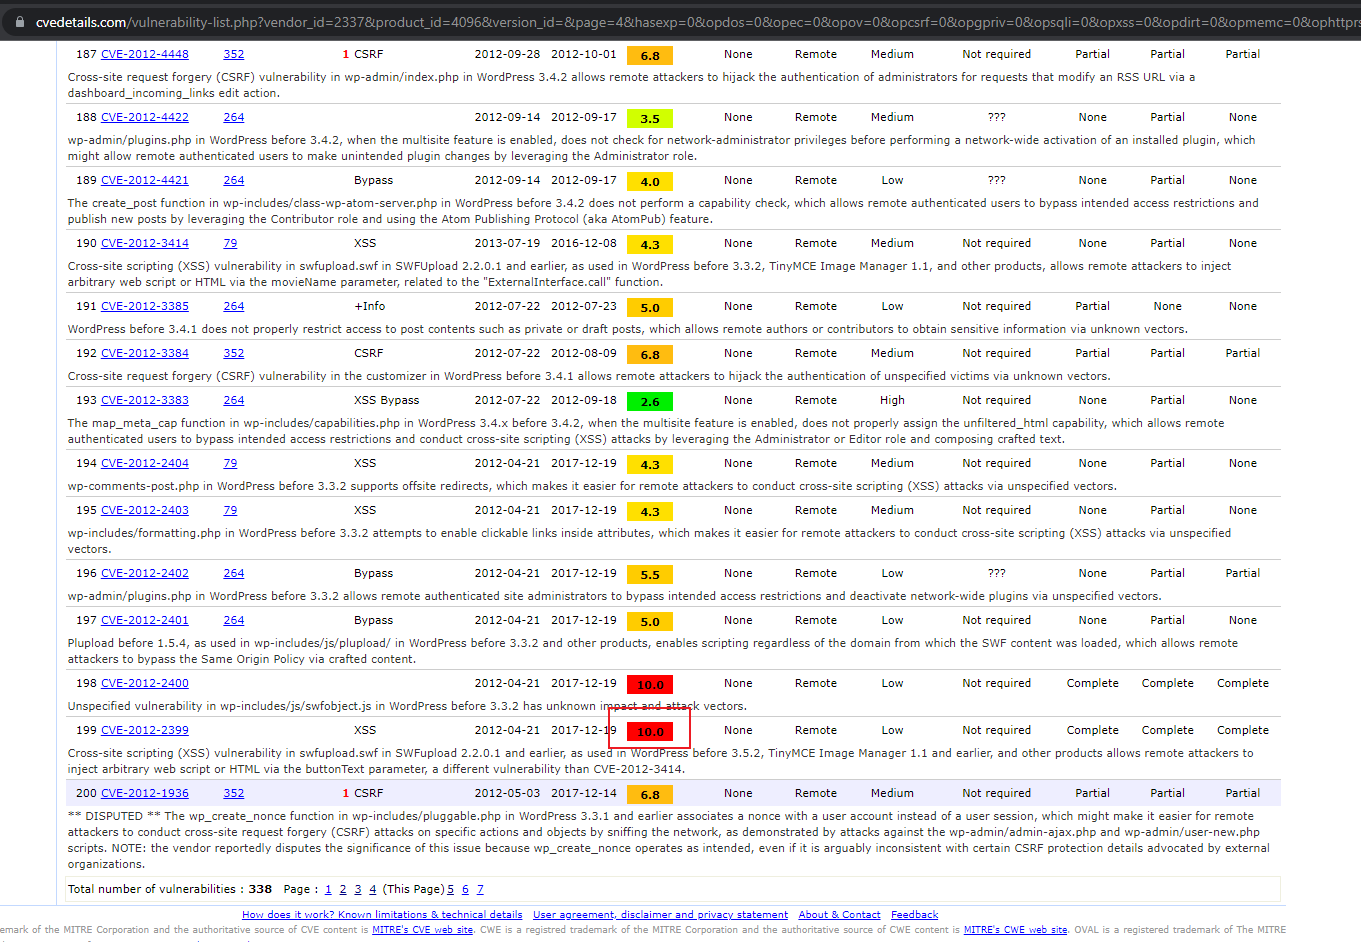 cvedetails.com/vulnerability-list.php?vendor_id=2337&product_id=4096&version_id=&page=4&hasexp=0&opdos=0&opec=0&opov=0&opcsrf=0&opgpriv=0&opsqli=0&opxss=0&opdirt=0&opmemc=0&ophttprs
187 CVE-2012-4448 352 1 CSRF 2012-09-28 2012-10-01 6.8 None Remote Medium Not required Partial Partial Partial
Cross-site request forgery (CSRF) vulnerability in wp-admin/index.php in WordPress 3.4.2 allows remote attackers to hijack the authentication of administrators for requests that modify an RSS URL via a
dashboard_incoming_links edit action.
188 CVE-2012-4422 264 2012-09-14 2012-09-17 3.5 None Remote Medium ??? None Partial None
wp-admin/plugins.php in WordPress before 3.4.2, when the multisite feature is enabled, does not check for network-administrator privileges before performing a network-wide activation of an installed plugin, which
might allow remote authenticated users to make unintended plugin changes by leveraging the Administrator role.
189 CVE-2012-4421 264 Bypass 2012-09-14 2012-09-17 4.0 None Remote Low ??? None Partial None
The create_post function in wp-includes/class-wp-atom-server.php in WordPress before 3.4.2 does not perform a capability check, which allows remote authenticated users to bypass intended access restrictions and
publish new posts by leveraging the Contributor role and using the Atom Publishing Protocol (aka AtomPub) feature.
190 CVE-2012-3414 79 XSS 2013-07-19 2016-12-08 4.3 None Remote Medium Not required None Partial None
Cross-site scripting (XSS) vulnerability in swfupload.swf in SWFUpload 2.2.0.1 and earlier, as used in WordPress before 3.3.2, TinyMCE Image Manager 1.1, and other products, allows remote attackers to inject
arbitrary web script or HTML via the movieName parameter, related to the "ExternalInterface.call" function.
191 CVE-2012-3385 264 +Info 2012-07-22 2012-07-23 5.0 None Remote Low Not required Partial None None
WordPress before 3.4.1 does not properly restrict access to post contents such as private or draft posts, which allows remote authors or contributors to obtain sensitive information via unknown vectors.
192 CVE-2012-3384 352 CSRF 2012-07-22 2012-08-09 6.8 None Remote Medium Not required Partial Partial Partial
Cross-site request forgery (CSRF) vulnerability in the customizer in WordPress before 3.4.1 allows remote attackers to hijack the authentication of unspecified victims via unknown vectors.
193 CVE-2012-3383 264 XSS Bypass 2012-07-22 2012-09-18 2.6 None Remote High Not required None Partial None
The map_meta_cap function in wp-includes/capabilities.php in WordPress 3.4.x before 3.4.2, when the multisite feature is enabled, does not properly assign the unfiltered_html capability, which allows remote
authenticated users to bypass intended access restrictions and conduct cross-site scripting (XSS) attacks by leveraging the Administrator or Editor role and composing crafted text.
194 CVE-2012-2404 79 XSS 2012-04-21 2017-12-19 4.3 None Remote Medium Not required None Partial None
wp-comments-post.php in WordPress before 3.3.2 supports offsite redirects, which makes it easier for remote attackers to conduct cross-site scripting (XSS) attacks via unspecified vectors.
195 CVE-2012-2403 79 XSS 2012-04-21 2017-12-19 4.3 None Remote Medium Not required None Partial None
wp-includes/formatting.php in WordPress before 3.3.2 attempts to enable clickable links inside attributes, which makes it easier for remote attackers to conduct cross-site scripting (XSS) attacks via unspecified
vectors.
196 CVE-2012-2402 264 Bypass 2012-04-21 2017-12-19 5.5 None Remote Low ??? None Partial Partial
wp-admin/plugins.php in WordPress before 3.3.2 allows remote authenticated site administrators to bypass intended access restrictions and deactivate network-wide plugins via unspecified vectors.
197 CVE-2012-2401 264 Bypass 2012-04-21 2017-12-19 5.0 None Remote Low Not required None Partial None
Plupload before 1.5.4, as used in wp-includes/js/plupload/ in WordPress before 3.3.2 and other products, enables scripting regardless of the domain from which the SWF content was loaded, which allows remote
attackers to bypass the Same Origin Policy via crafted content.
198 CVE-2012-2400 2012-04-21 2017-12-19 10.0 None Remote Low Not required Complete Complete Complete
Unspecified vulnerability in wp-includes/js/swfobject.js in WordPress before 3.3.2 has unknown impact and attack vectors.
199 CVE-2012-2399 XSS 2012-04-21 2017-12-19 10.0 None Remote Low Not required Complete Complete Complete
Cross-site scripting (XSS) vulnerability in swfupload.swf in SWFupload 2.2.0.1 and earlier, as used in WordPress before 3.5.2, TinyMCE Image Manager 1.1 and earlier, and other products allows remote attackers to
inject arbitrary web script or HTML via the buttonText parameter, a different vulnerability than CVE-2012-3414.
200 CVE-2012-1936 352 1 CSRF 2012-05-03 2017-12-14 6.8 None Remote Medium Not required Partial Partial Partial
** DISPUTED ** The wp_create_nonce function in wp-includes/pluggable.php in WordPress 3.3.1 and earlier associates a nonce with a user account instead of a user session, which might make it easier for remote
attackers to conduct cross-site request forgery (CSRF) attacks on specific actions and objects by sniffing the network, as demonstrated by attacks against the wp-admin/admin-ajax.php and wp-admin/user-new.php
scripts. NOTE: the vendor reportedly disputes the significance of this issue because wp_create_nonce operates as intended, even if it is arguably inconsistent with certain CSRF protection details advocated by external
organizations.
Total number of vulnerabilities : 338 Page : 1 2 3 4 (This Page) 5 6 7
How does it work? Known limitations & technical details User agreement, disclaimer and privacy statement About & Contact Feedback
emark of the MITRE Corporation and the authoritative source of CVE content is MITRE's CVE web site. CWE is a registred trademark of the MITRE Corporation and the authoritative source of CWE content is MITRE's CWE web site. OVAL is a registered trademark of The MITRE